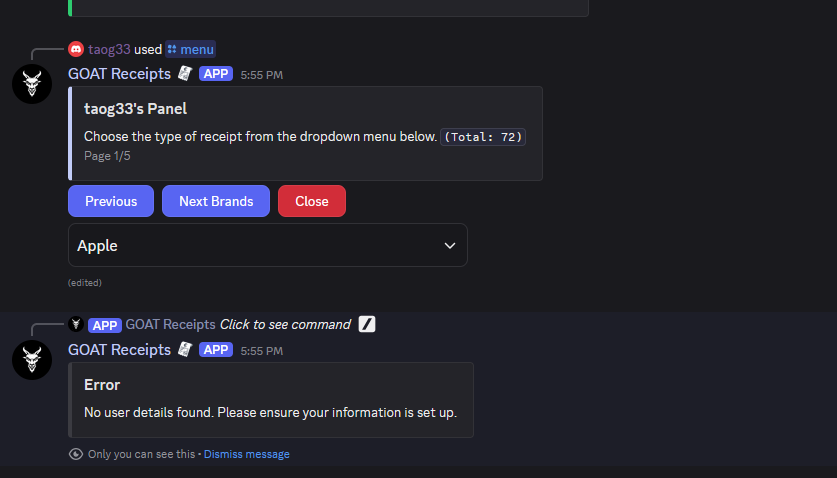 taog33 used menu
GOAT Receipts APP 5:55 PM
taog33's Panel
Choose the type of receipt from the dropdown menu below. (Total: 72)
Page 1/5
Previous Next Brands Close
Apple
(edited)
APP GOAT Receipts Click to see command /
GOAT Receipts APP 5:55 PM
Error
No user details found. Please ensure your information is set up.
Only you can see this • Dismiss message